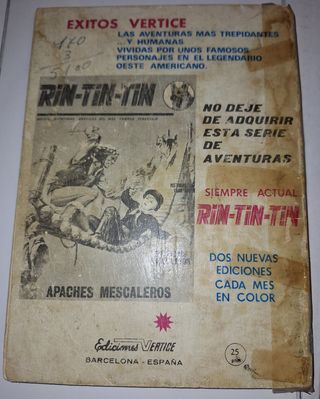 EXITOS VERTICE
LAS AVENTURAS MAS TREPIDANTES
...Y HUMANAS
VIVIDAS POR UNOS FAMOSOS
PERSONAJES EN EL LEGENDARIO
OESTE AMERICANO.
170
3
RIN-TIN-TIN
NO DEJE
DE ADQUIRIR
ESTA SERIE
DE
AVENTURAS
SIEMPRE ACTUAL
RIN-TIN-TIN
DOS NUEVAS
EDICIONES
CADA MES
EN COLOR
APACHES MESCALEROS
Ediciones VERTICE
BARCELONA - ESPAÑA
25
ptas